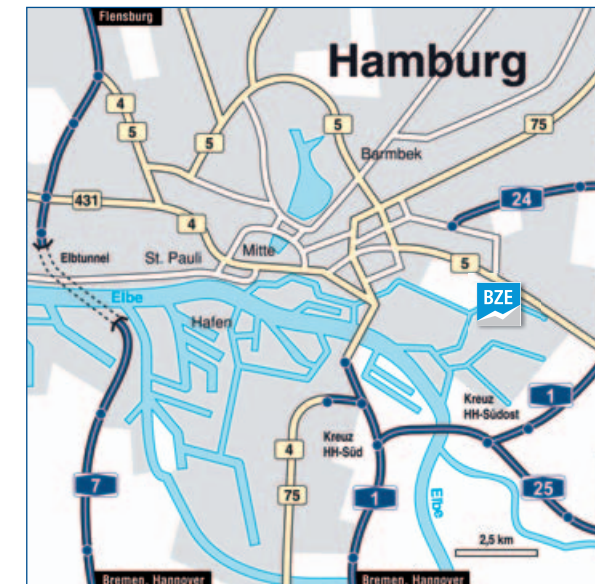 Flensburg
Hamburg
4
5
5
5
75
Barmbek
431
24
4
Elbtunnel
St. Pauli
Mitte
5
Elbe
BZE
Hafen
Kreuz
HH-Südost
1
Kreuz
HH-Süd
4
7
75
1
25
Elbe
2,5 km
Bremen, Hannover
Bremen, Hannover